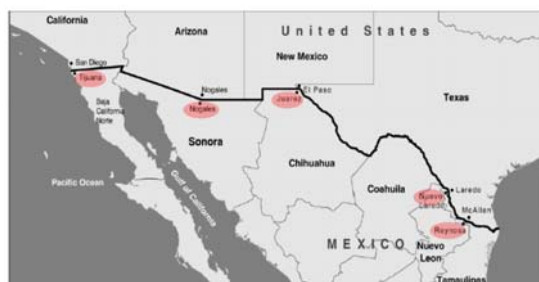 California
Arizona
United States
New Mexico
San Diego
Tijuana
Nogales
El Paso
Juarez
Texas
Baja
California
Norte
Nogales
Sonora
Chihuahua
Pacific Ocean
Gulf of California
Coahuila
Laredo
Nuevo
Laredo
McAllen
Reynosa
MEXICO
Nuevo
Leon
Tamaulipas